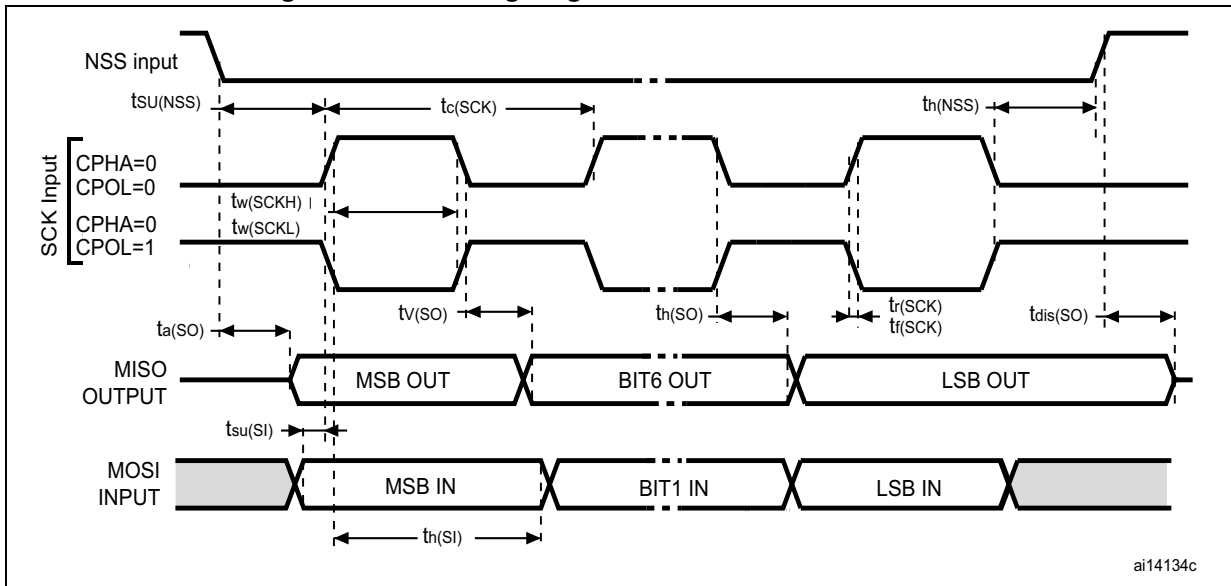 NSS input
tSU(NSS)
tc(SCK)
th(NSS)
SCK Input
CPHA=0
CPOL=0
tw(SCKH)
CPHA=0
tw(SCKL)
CPOL=1
ta(SO)
tV(SO)
th(SO)
tr(SCK)
tf(SCK)
tdis(SO)
MISO
OUTPUT
MSB OUT
BIT6 OUT
LSB OUT
tsu(SI)
MOSI
INPUT
MSB IN
BIT1 IN
LSB IN
th(SI)
ai14134c